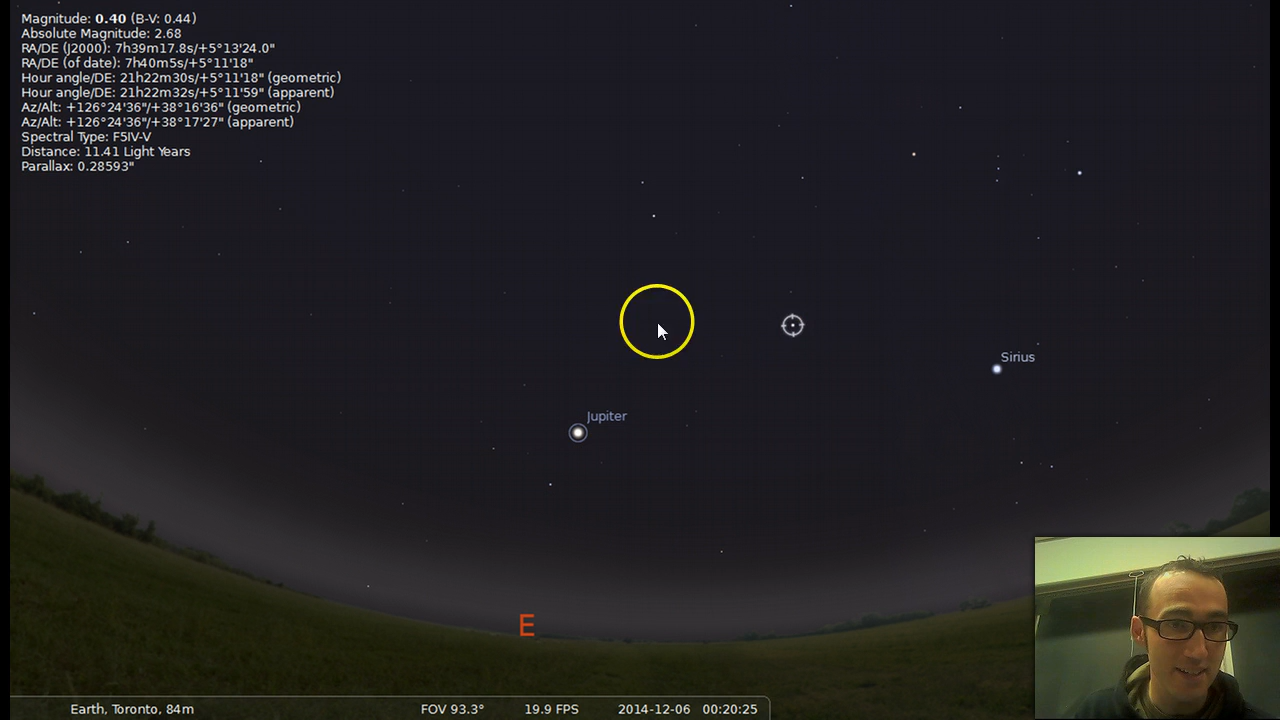 Magnitude: 0.40 (B-V: 0.44)
Absolute Magnitude: 2.68
RA/DE (J2000): 7h39m17.8s/+5°13'24.0"
RA/DE (of date): 7h40m5s/+5°11'18"
Hour angle/DE: 21h22m30s/+5°11'18" (geometric)
Hour angle/DE: 21h22m32s/+5°11'59" (apparent)
Az/Alt: +126°24'36"/+38°16'36" (geometric)
Az/Alt: +126°24'36"/+38°17'27" (apparent)
Spectral Type: F5IV-V
Distance: 11.41 Light Years
Parallax: 0.28593"
Sirius
Jupiter
E
Earth, Toronto, 84m FOV 93.3° 19.9 FPS 2014-12-06 00:20:25